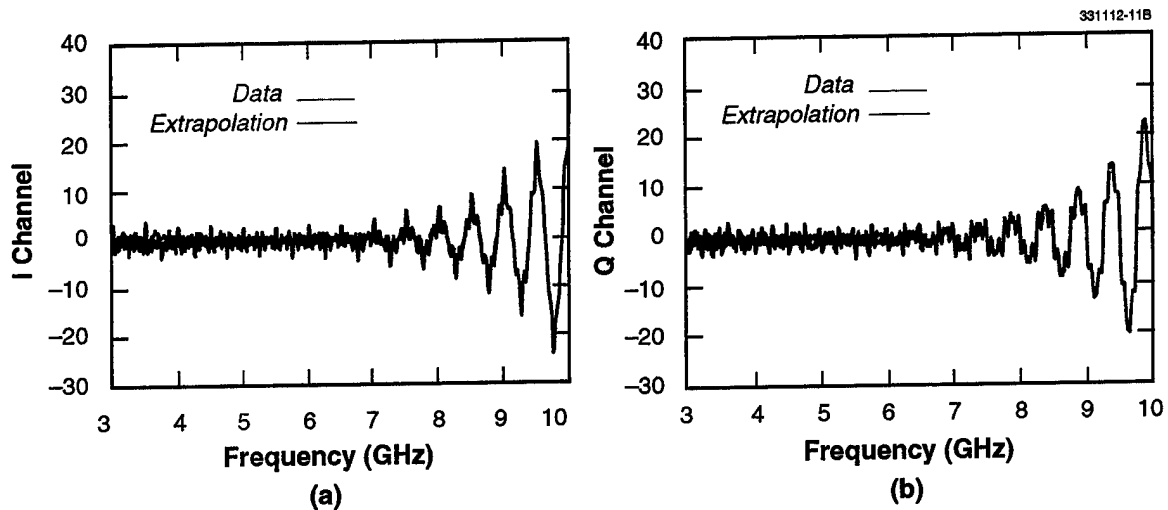 331112-11B
40
30
20
10
0
–10
–20
–30
I Channel
Data
Extrapolation
3 4 5 6 7 8 9 10
Frequency (GHz)
(a)
40
30
20
10
0
–10
–20
–30
Q Channel
Data
Extrapolation
3 4 5 6 7 8 9 10
Frequency (GHz)
(b)